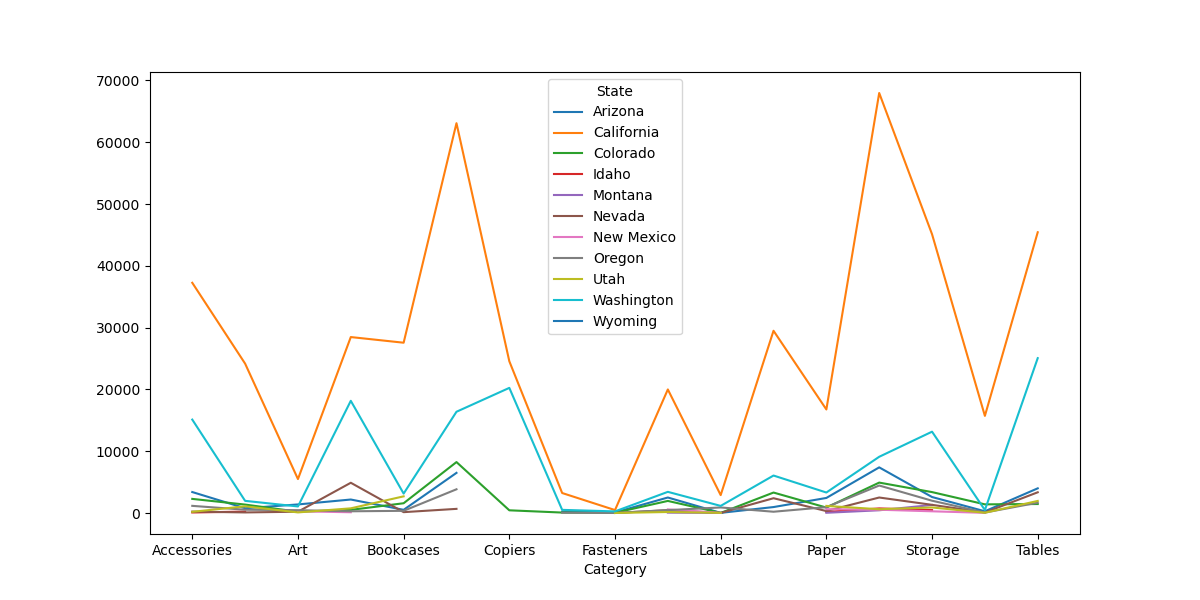 70000
60000
50000
40000
30000
20000
10000
0
State
Arizona
California
Colorado
Idaho
Montana
Nevada
New Mexico
Oregon
Utah
Washington
Wyoming
Accessories Art Bookcases Copiers Fasteners Labels Paper Storage Tables
Category